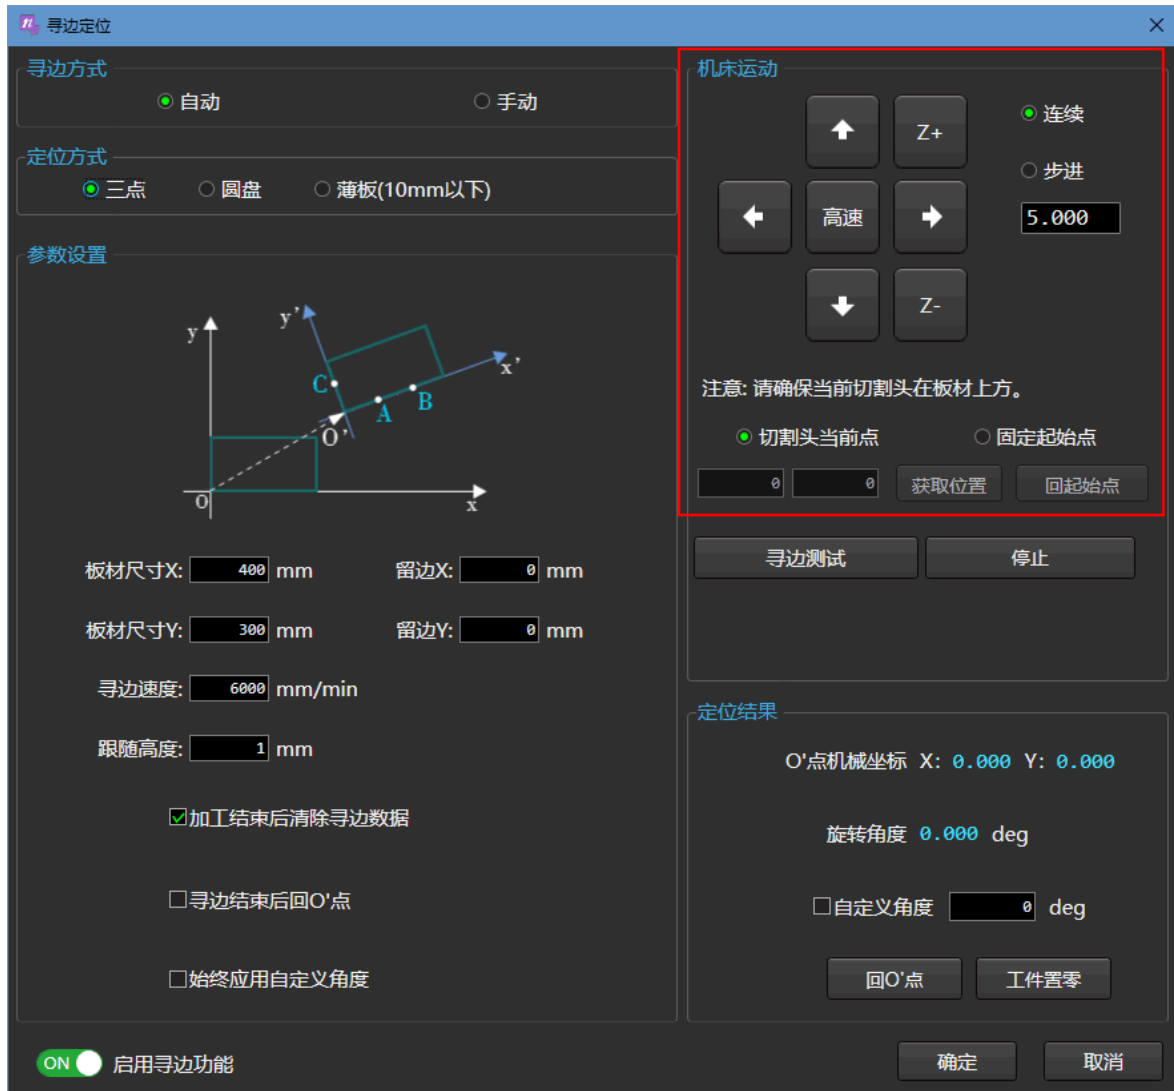 寻边定位
寻边方式
自动 手动
定位方式
三点 圆盘 薄板(10mm以下)
参数设置
y
y'
x'
C
A
B
O'
O
x
板材尺寸X: 400 mm 留边X: 0 mm
板材尺寸Y: 300 mm 留边Y: 0 mm
寻边速度: 6000 mm/min
跟随高度: 1 mm
加工结束后清除寻边数据
寻边结束后回O'点
始终应用自定义角度
机床运动
Z+
连续
步进
高速
5.000
Z-
注意: 请确保当前切割头在板材上方。
切割头当前点 固定起始点
0 0 获取位置 回起始点
寻边测试 停止
定位结果
O'点机械坐标 X: 0.000 Y: 0.000
旋转角度 0.000 deg
自定义角度 0 deg
回O'点 工件置零
ON 启用寻边功能
确定 取消